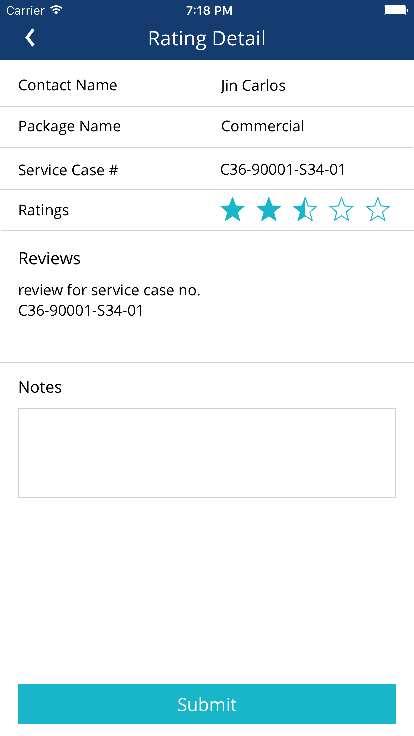 Carrier 7:18 PM
Rating Detail
Contact Name Jin Carlos
Package Name Commercial
Service Case # C36-90001-S34-01
Ratings
Reviews
review for service case no.
C36-90001-S34-01
Notes
Submit